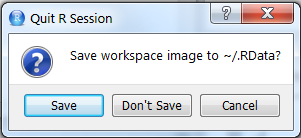 Quit R Session
Save workspace image to ~/.RData?
Save
Don't Save
Cancel